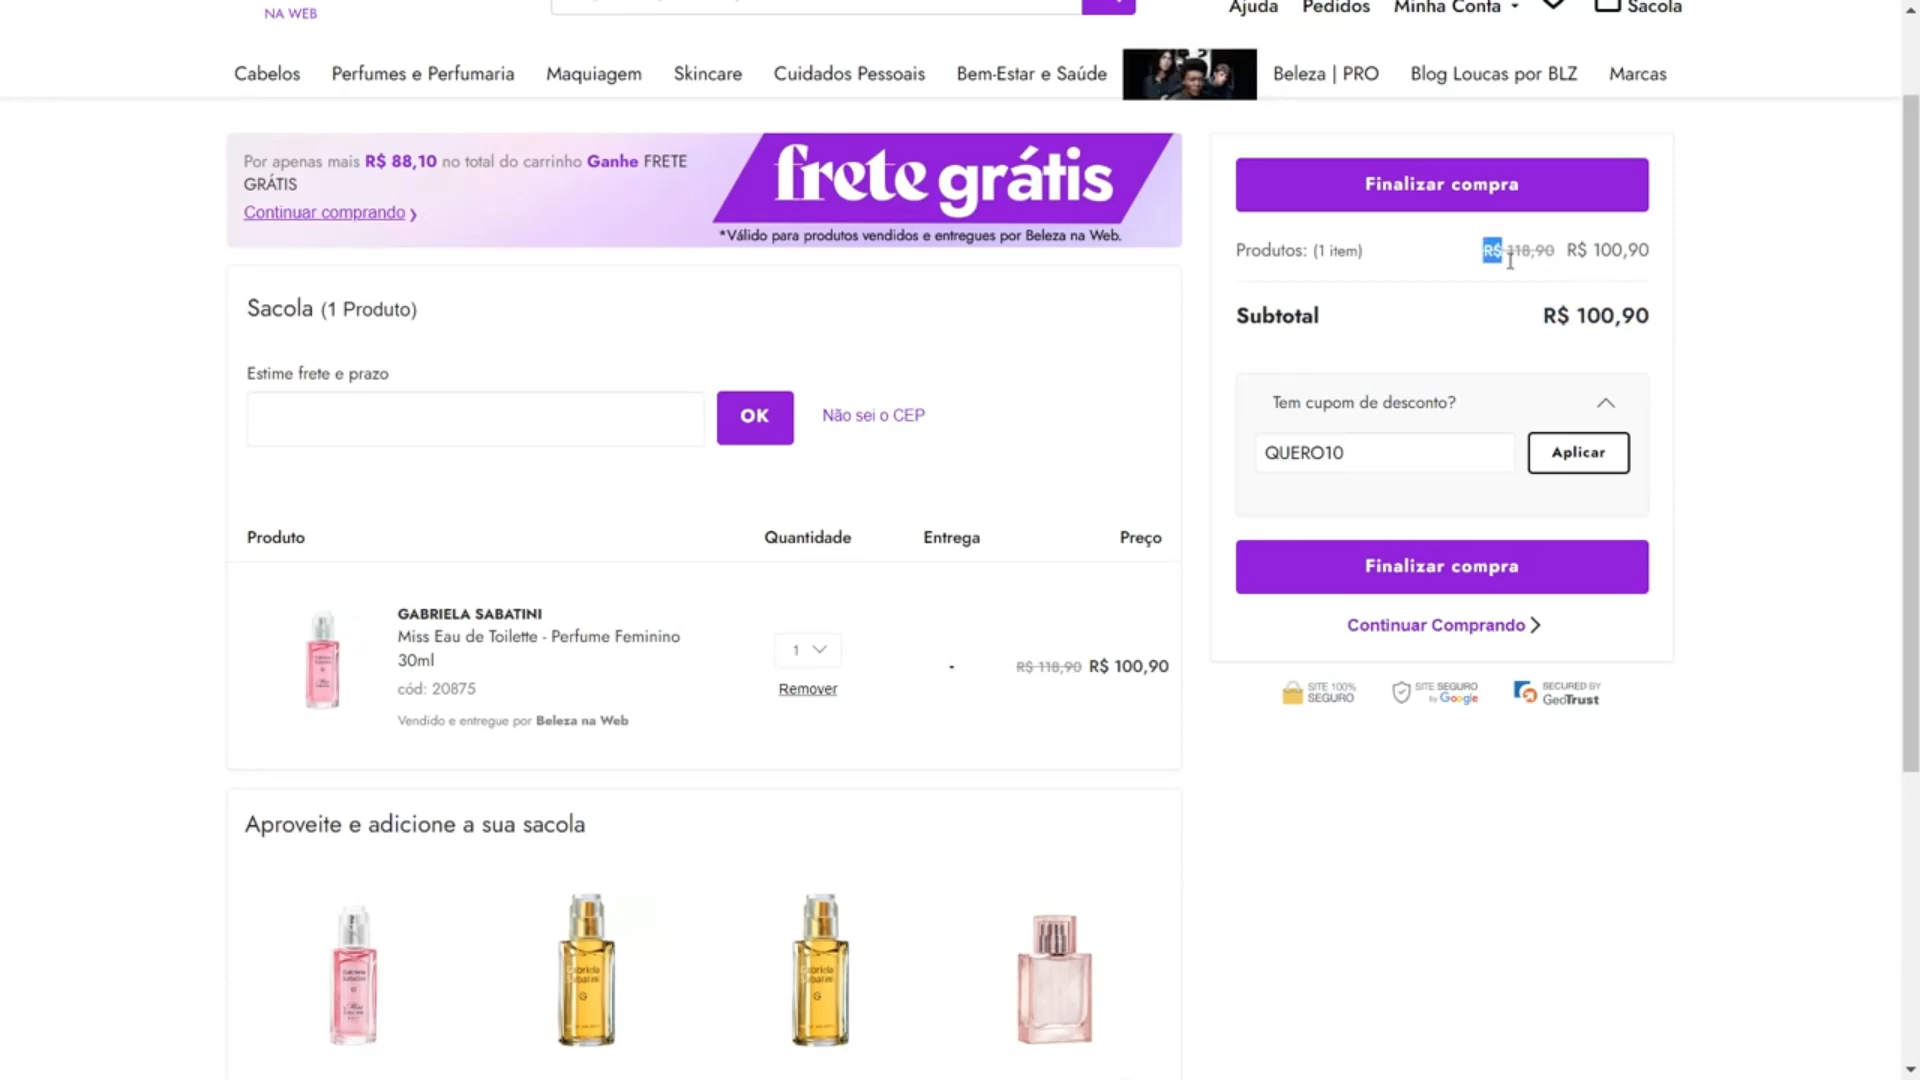 NA WEB
Ajuda Pedidos Minha Conta Sacola
Cabelos Perfumes e Perfumaria Maquiagem Skincare Cuidados Pessoais Bem-Estar e Saúde Beleza | PRO Blog Loucas por BLZ Marcas
Por apenas mais R$ 88,10 no total do carrinho Ganhe FRETE
GRÁTIS
Continuar comprando
frete grátis
*Válido para produtos vendidos e entregues por Beleza na Web.
Sacola (1 Produto)
Estime frete e prazo
OK Não sei o CEP
Produto Quantidade Entrega Preço
GABRIELA SABATINI
Miss Eau de Toilette - Perfume Feminino
30ml
cód: 20875
Vendido e entregue por Beleza na Web
1
Remover
-
R$ 118,90 R$ 100,90
Aproveite e adicione a sua sacola
Finalizar compra
Produtos: (1 item) R$ 118,90 R$ 100,90
Subtotal R$ 100,90
Tem cupom de desconto?
QUERO10 Aplicar
Finalizar compra
Continuar Comprando
SITE 100%
SEGURO
SITE SEGURO
by Google
SECURED BY
GeoTrust